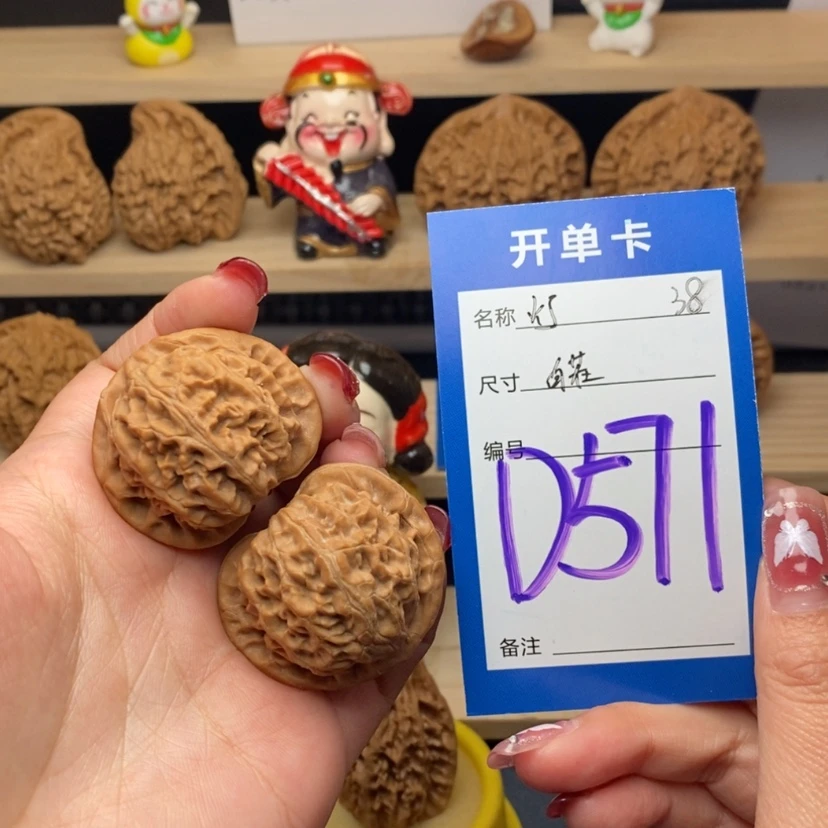 开单卡
名称 灯 38
尺寸
编号 D571
备注